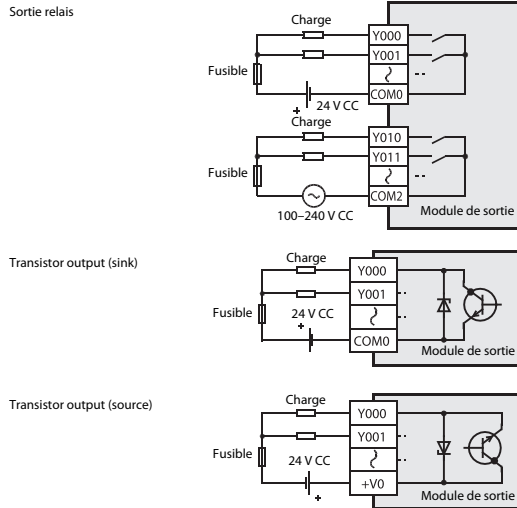 Sortie relais
Charge
Y000
Y001
Fusible
COM0
+
24 V CC
Charge
Y010
Y011
Fusible
COM2
100–240 V CC
Module de sortie
Transistor output (sink)
Charge
Y000
Y001
Fusible
24 V CC
+
COM0
Module de sortie
Transistor output (source)
Charge
Y000
Y001
Fusible
24 V CC
+V0
+
Module de sortie